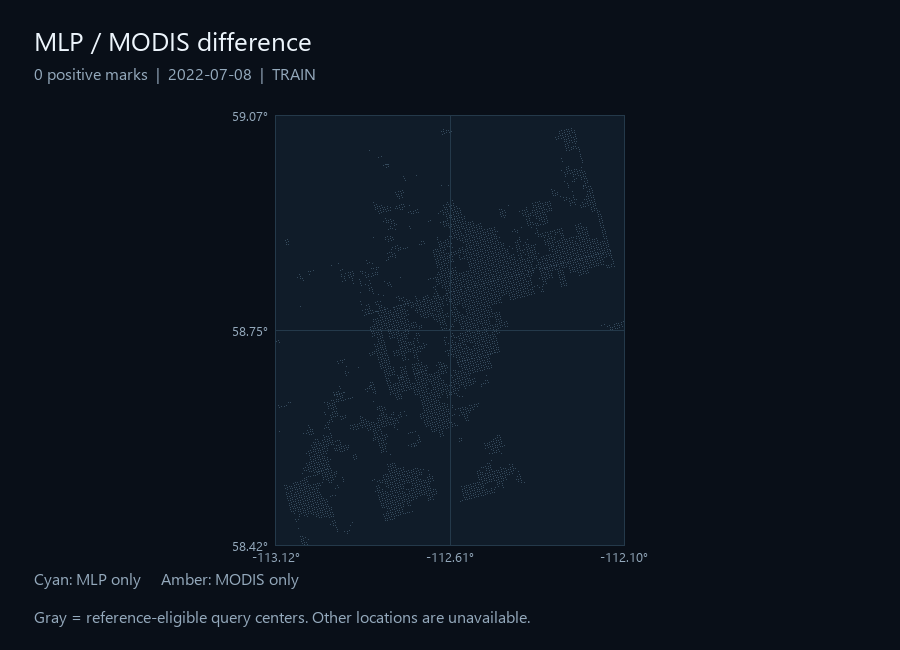 MLP / MODIS difference
0 positive marks | 2022-07-08 | TRAIN
59.07°
58.75°
58.42°
-113.12° -112.61° -112.10°
Cyan: MLP only Amber: MODIS only
Gray = reference-eligible query centers. Other locations are unavailable.